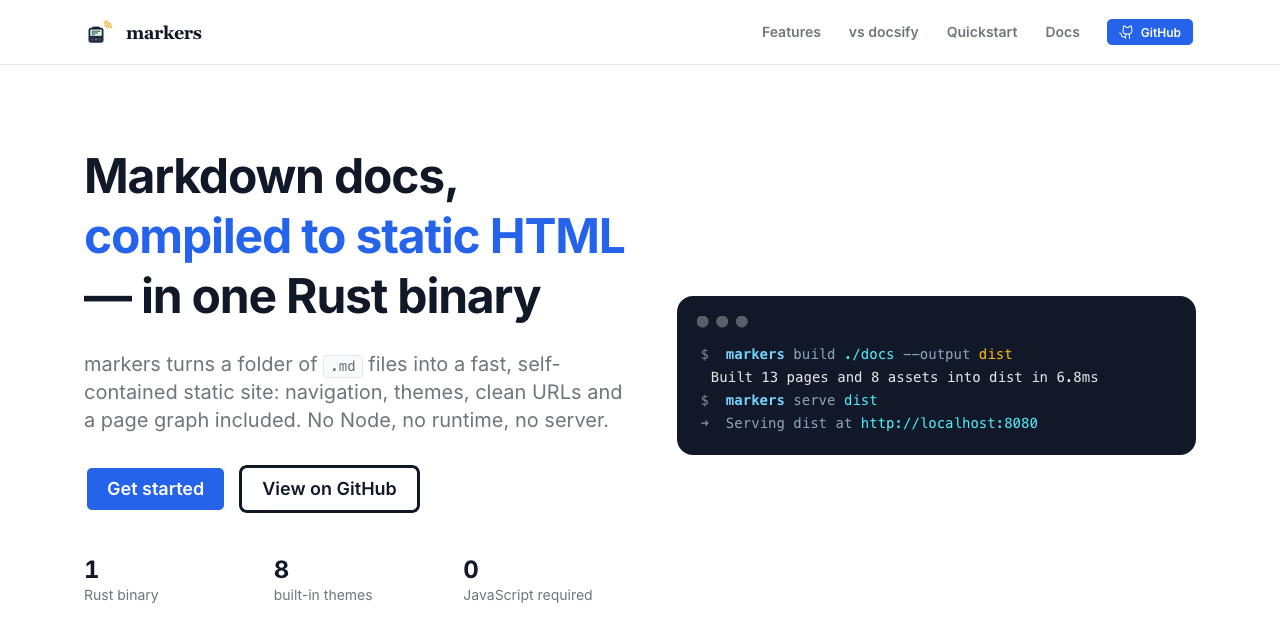 markers
Features
vs docsify
Quickstart
Docs
GitHub
Markdown docs,
compiled to static HTML
— in one Rust binary
markers turns a folder of .md files into a fast, self-
contained static site: navigation, themes, clean URLs and
a page graph included. No Node, no runtime, no server.
Get started
View on GitHub
1
Rust binary
8
built-in themes
0
JavaScript required
$ markers build ./docs --output dist
Built 13 pages and 8 assets into dist in 6.8ms
$ markers serve dist
➜ Serving dist at http://localhost:8080